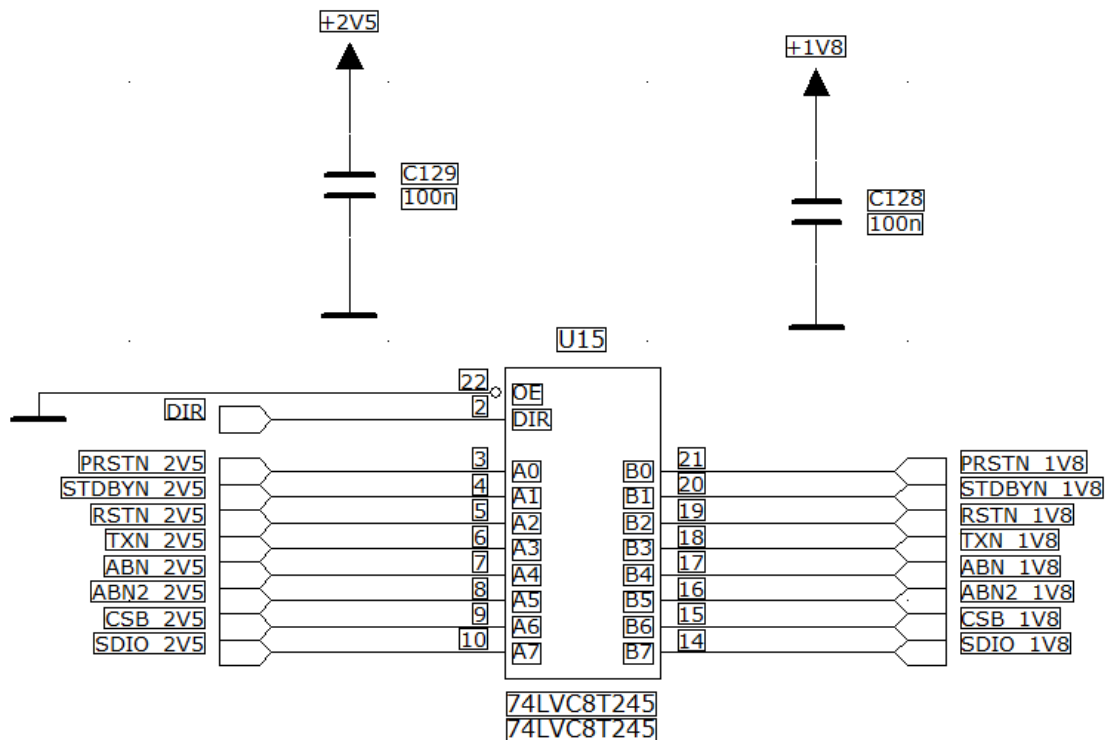 +2V5
+1V8
C129
100n
C128
100n
U15
22 OE
DIR 2 DIR
PRSTN_2V5 3 A0 B0 21 PRSTN_1V8
STDBYN_2V5 4 A1 B1 20 STDBYN_1V8
RSTN_2V5 5 A2 B2 19 RSTN_1V8
TXN_2V5 6 A3 B3 18 TXN_1V8
ABN_2V5 7 A4 B4 17 ABN_1V8
ABN2_2V5 8 A5 B5 16 ABN2_1V8
CSB_2V5 9 A6 B6 15 CSB_1V8
SDIO_2V5 10 A7 B7 14 SDIO_1V8
74LVC8T245
74LVC8T245